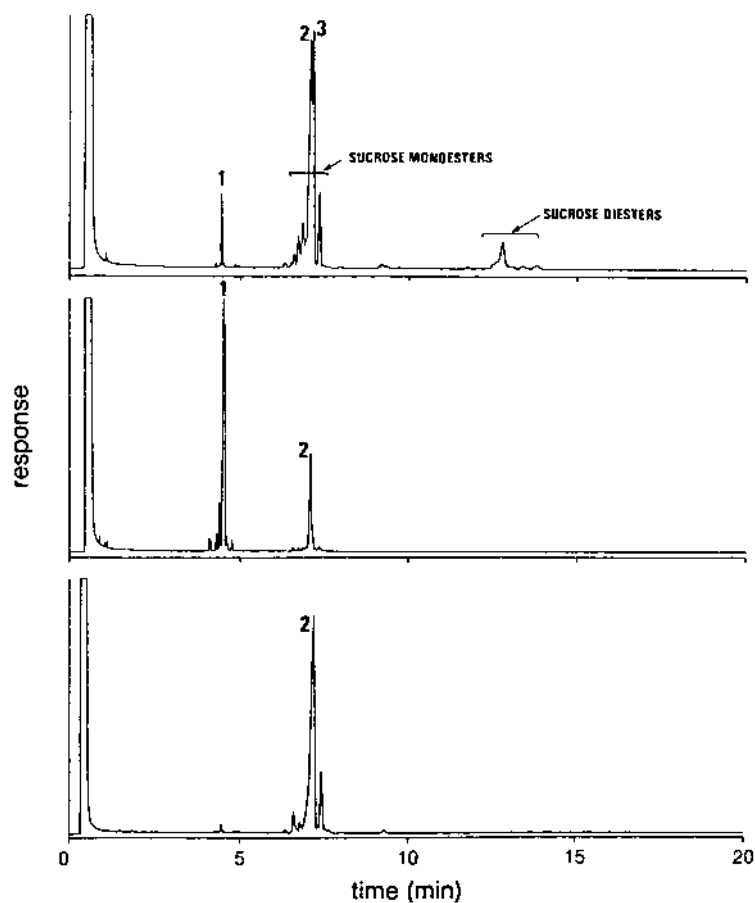 2 3
SUCROSE MONOESTERS
1
SUCROSE DIESTERS
1
2
response
2
0 5 10 15 20
time (min)